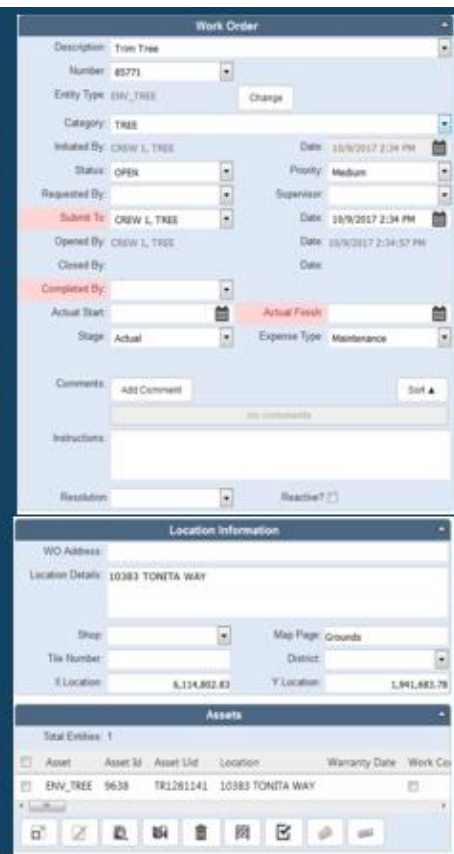 Work Order
Description: Trim Tree
Number: 85771
Entity Type: ENV_TREE Change
Category: TREE
Initiated By: CREW 1, TREE Date: 10/9/2017 2:34 PM
Status: OPEN Priority: Medium
Requested By: Supervisor:
Submit To: CREW 1, TREE Date: 10/9/2017 2:34 PM
Opened By: CREW 1, TREE Date: 10/9/2017 2:34:57 PM
Closed By: Date:
Completed By:
Actual Start: Actual Finish:
Stage: Actual Expense Type: Maintenance
Comments: Add Comment Sort ▲
no comments
Instructions:
Resolution Reactive?
Location Information
WO Address:
Location Details: 10383 TONITA WAY
Shop: Map Page: Grounds
Tile Number: District:
X Location: 6,114,802.83 Y Location: 1,941,683.78
Assets
Total Entities: 1
Asset Asset Id Asset Uid Location Warranty Date Work Co
ENV_TREE 9638 TR1281141 10383 TONITA WAY